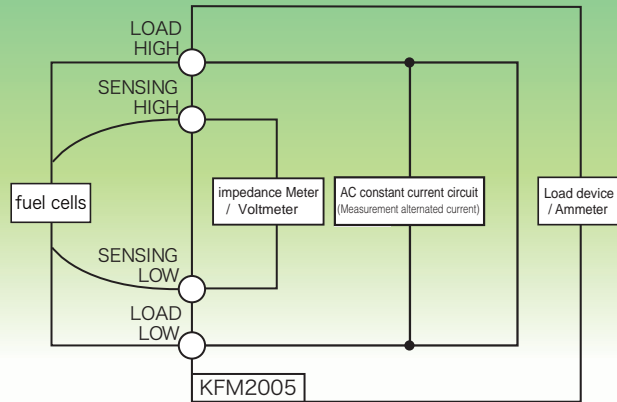 LOAD
HIGH
SENSING
HIGH
fuel cells
impedance Meter
/ Voltmeter
AC constant current circuit
(Measurement alternated current)
Load device
/ Ammeter
SENSING
LOW
LOAD
LOW
KFM2005